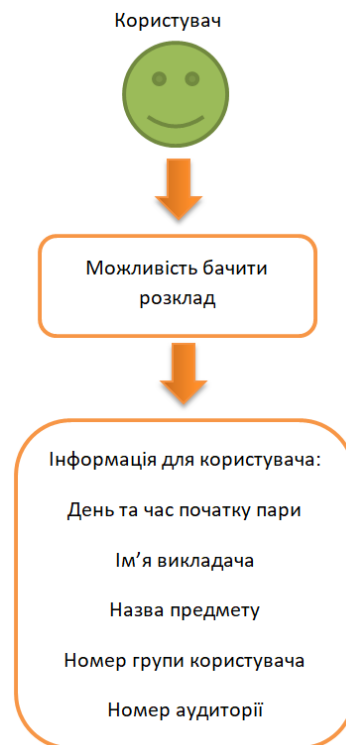 Користувач
Можливість бачити
розклад
Інформація для користувача:
День та час початку пари
Ім’я викладача
Назва предмету
Номер групи користувача
Номер аудиторії